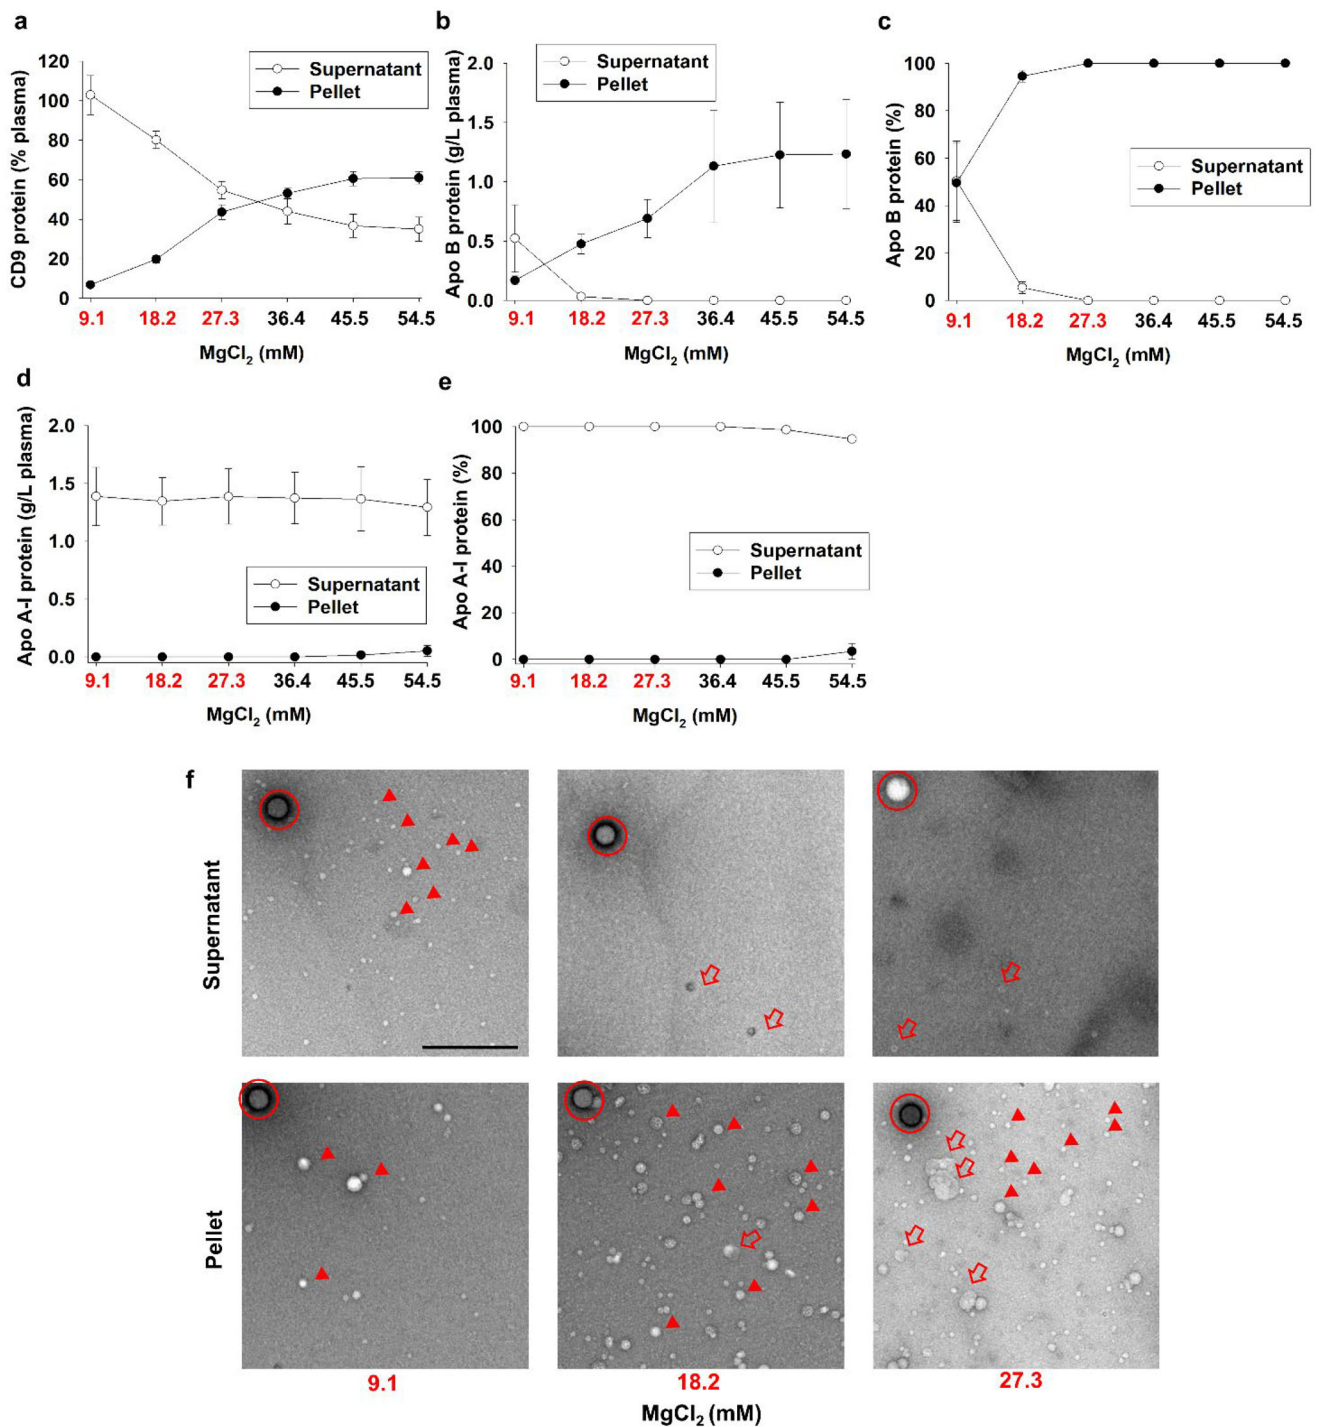 a
CD9 protein (% plasma)
120
100
80
60
40
20
0
Supernatant
Pellet
9.1 18.2 27.3 36.4 45.5 54.5
MgCl₂ (mM)
b
Apo B protein (g/L plasma)
2.0
1.5
1.0
0.5
0.0
Supernatant
Pellet
9.1 18.2 27.3 36.4 45.5 54.5
MgCl₂ (mM)
c
Apo B protein (%)
100
80
60
40
20
0
Supernatant
Pellet
9.1 18.2 27.3 36.4 45.5 54.5
MgCl₂ (mM)
d
Apo A-I protein (g/L plasma)
2.0
1.5
1.0
0.5
0.0
Supernatant
Pellet
9.1 18.2 27.3 36.4 45.5 54.5
MgCl₂ (mM)
e
Apo A-I protein (%)
100
80
60
40
20
0
Supernatant
Pellet
9.1 18.2 27.3 36.4 45.5 54.5
MgCl₂ (mM)
f
Supernatant
Pellet
9.1 18.2 27.3
MgCl₂ (mM)